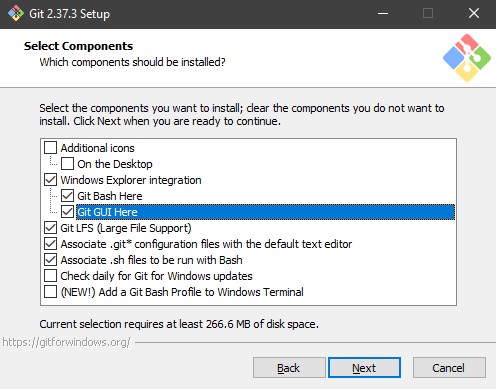 Git 2.37.3 Setup
Select Components
Which components should be installed?
Select the components you want to install; clear the components you do not want to
install. Click Next when you are ready to continue.
Additional icons
On the Desktop
Windows Explorer integration
Git Bash Here
Git GUI Here
Git LFS (Large File Support)
Associate .git* configuration files with the default text editor
Associate .sh files to be run with Bash
Check daily for Git for Windows updates
(NEW!) Add a Git Bash Profile to Windows Terminal
Current selection requires at least 266.6 MB of disk space.
https://gitforwindows.org/
Back Next Cancel